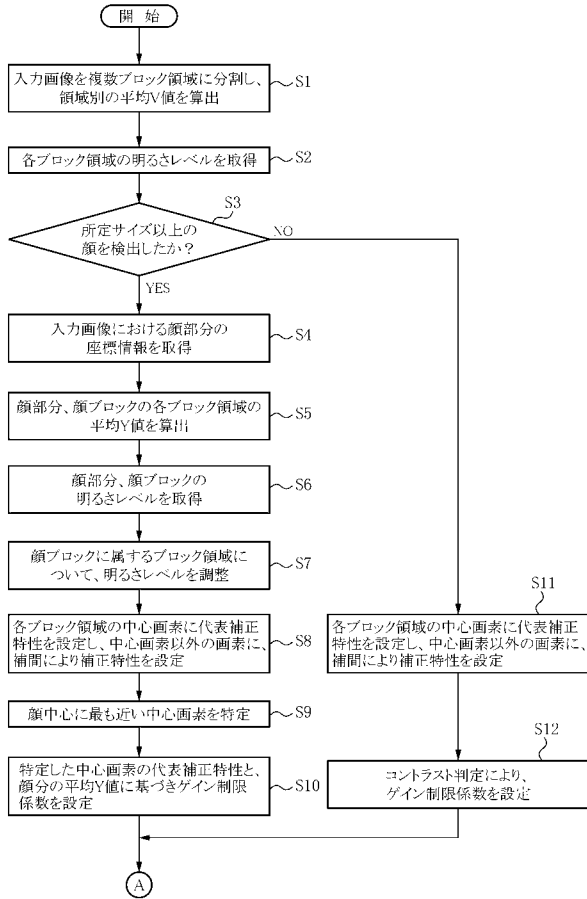 開始
入力画像を複数ブロック領域に分割し、
領域別の平均V値を算出
S1
各ブロック領域の明るさレベルを取得
S2
S3
所定サイズ以上の
顔を検出したか？
NO
YES
入力画像における顔部分の
座標情報を取得
S4
顔部分、顔ブロックの各ブロック領域の
平均Y値を算出
S5
顔部分、顔ブロックの
明るさレベルを取得
S6
顔ブロックに属するブロック領域に
ついて、明るさレベルを調整
S7
各ブロック領域の中心画素に代表補正
特性を設定し、中心画素以外の画素に、
補間により補正特性を設定
S8
S11
各ブロック領域の中心画素に代表補正
特性を設定し、中心画素以外の画素に、
補間により補正特性を設定
顔中心に最も近い中心画素を特定
S9
特定した中心画素の代表補正特性と、
顔分の平均Y値に基づきゲイン制限
係数を設定
S10
S12
コントラスト判定により、
ゲイン制限係数を設定
A